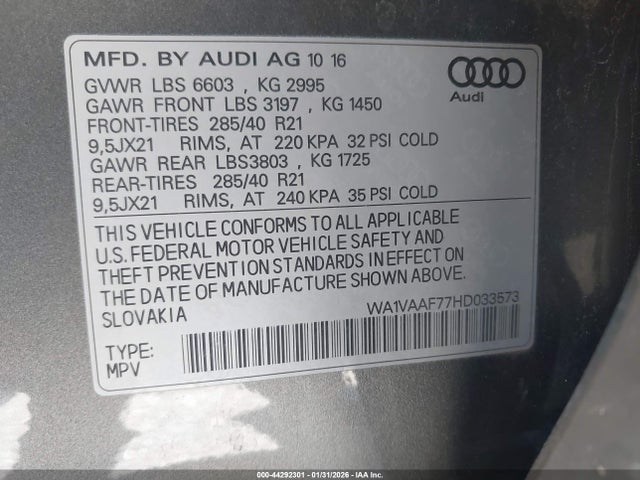 MFD. BY AUDI AG 10 16
GVWR LBS 6603 , KG 2995
GAWR FRONT LBS 3197 , KG 1450
FRONT-TIRES 285/40 R21
9,5JX21 RIMS, AT 220 KPA 32 PSI COLD
GAWR REAR LBS3803 , KG 1725
REAR-TIRES 285/40 R21
9,5JX21 RIMS, AT 240 KPA 35 PSI COLD
Audi
THIS VEHICLE CONFORMS TO ALL APPLICABLE
U.S. FEDERAL MOTOR VEHICLE SAFETY AND
THEFT PREVENTION STANDARDS IN EFFECT ON
THE DATE OF MANUFACTURE SHOWN ABOVE.
SLOVAKIA
WA1VAAF77HD033573
TYPE:
MPV
000-44292301 - 01/31/2026 - IAA Inc.